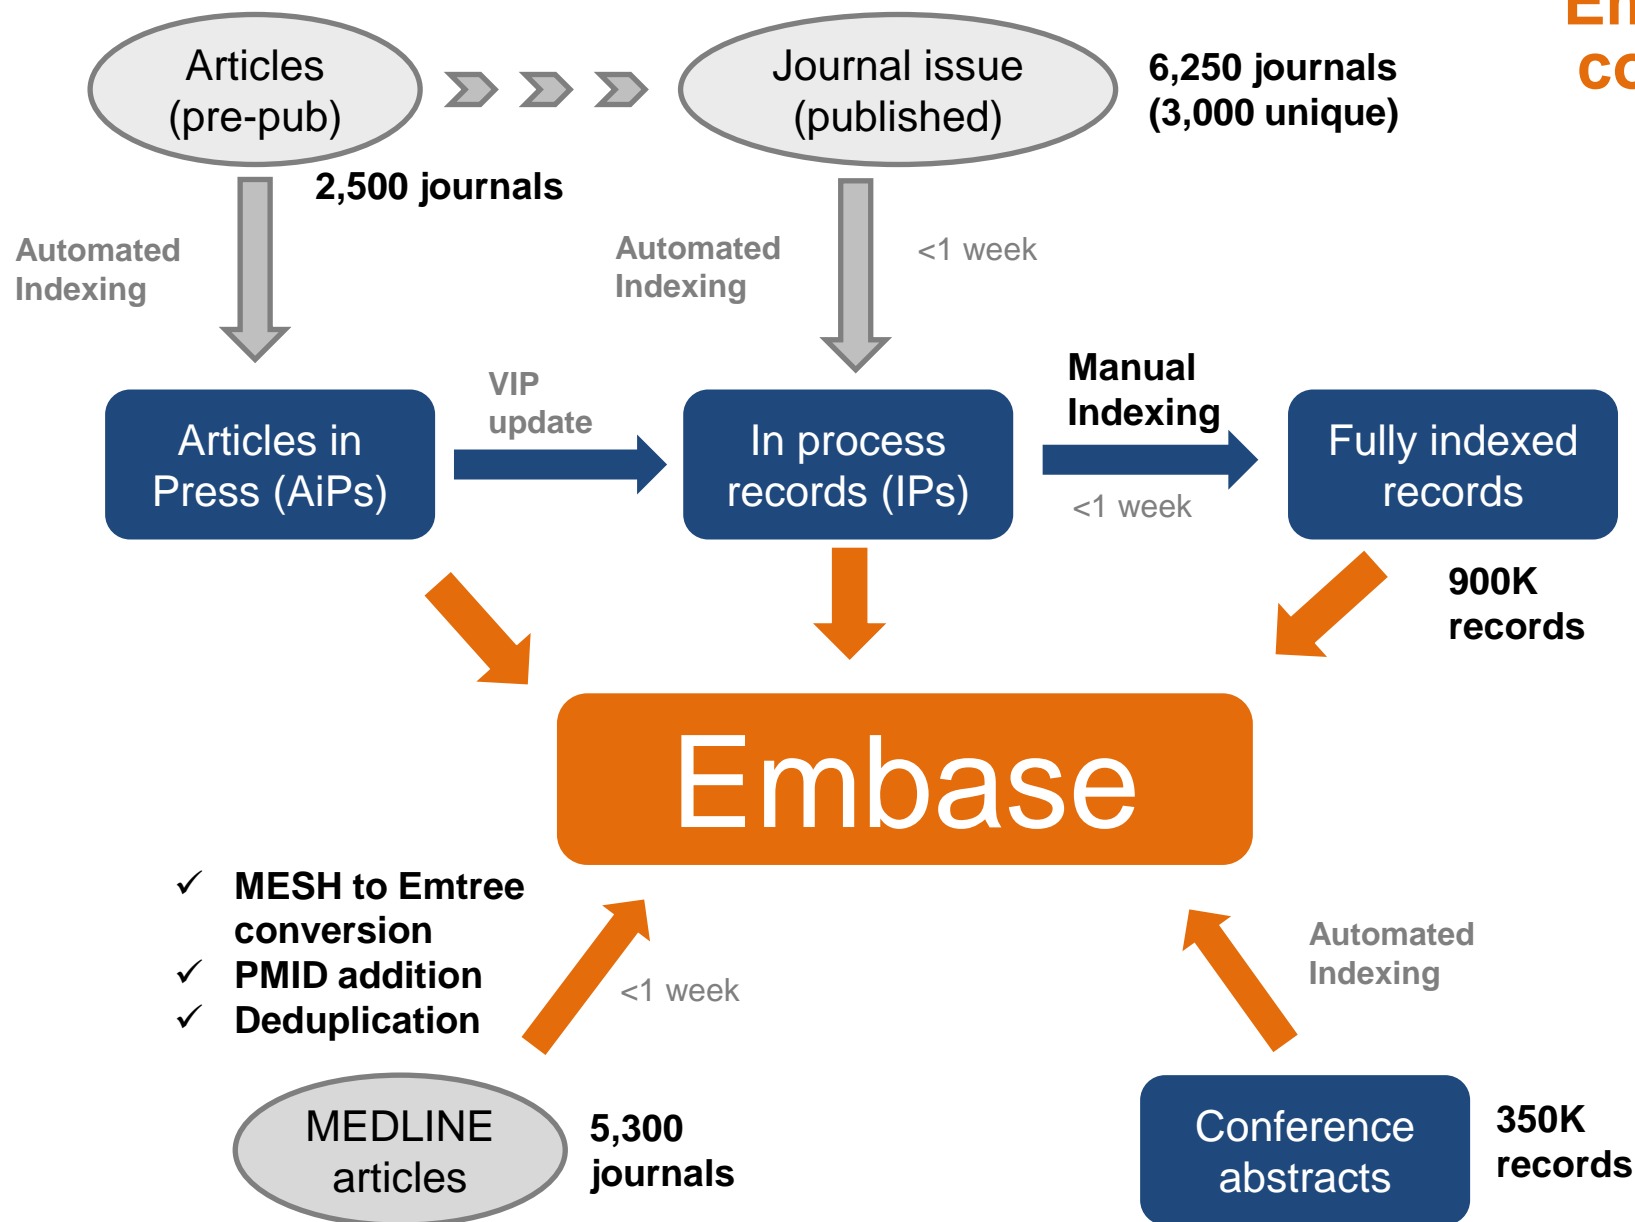 Articles
(pre-pub)
Journal issue
(published)
6,250 journals
(3,000 unique)
2,500 journals
Automated
Indexing
Automated
Indexing
<1 week
VIP
update
Manual
Indexing
Articles in
Press (AiPs)
In process
records (IPs)
<1 week
Fully indexed
records
900K
records
Embase
✓ MESH to Emtree
conversion
✓ PMID addition
✓ Deduplication
<1 week
Automated
Indexing
MEDLINE
articles
5,300
journals
Conference
abstracts
350K
records